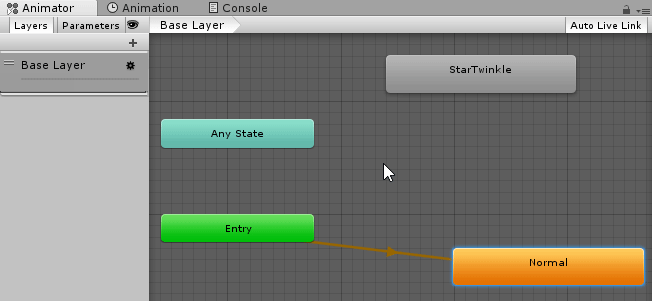 Animator Animation Console
Layers Parameters Base Layer Auto Live Link
+
Base Layer
StarTwinkle
Any State
Entry
Normal